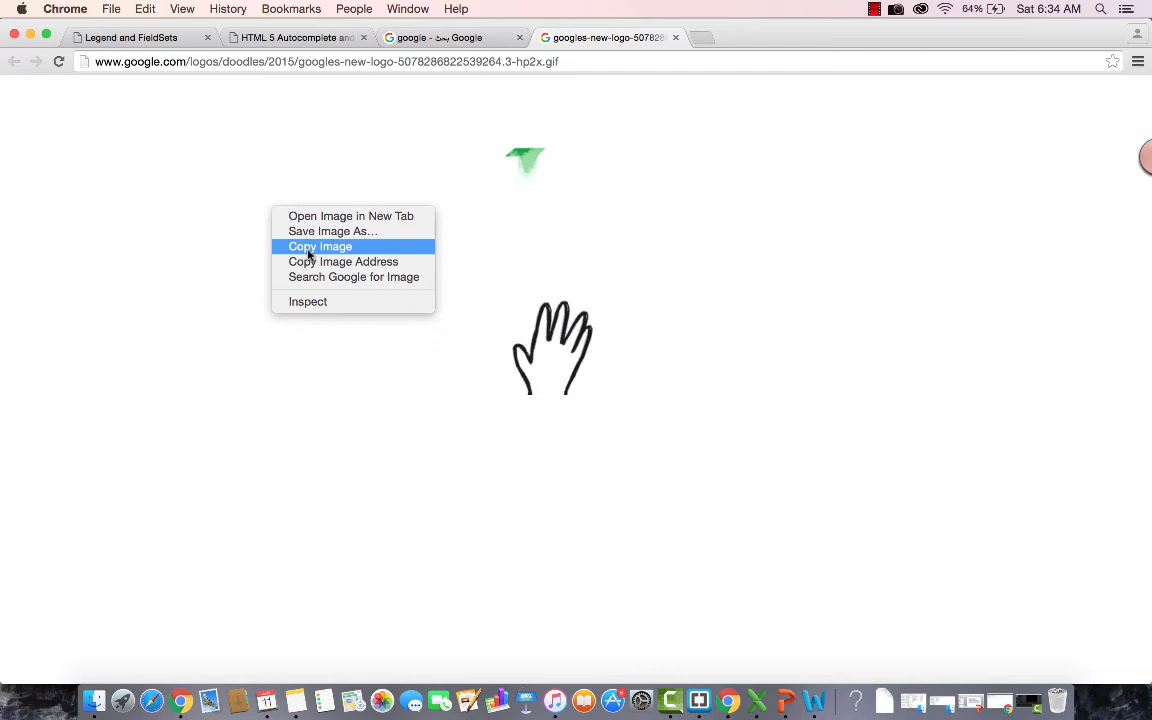 Chrome File Edit View History Bookmarks People Window Help 64% Sat 6:34 AM
Legend and FieldSets HTML 5 Autocomplete and google - بحث Google googles-new-logo-5078286
www.google.com/logos/doodles/2015/googles-new-logo-5078286822539264.3-hp2x.gif
Open Image in New Tab
Save Image As...
Copy Image
Copy Image Address
Search Google for Image
Inspect